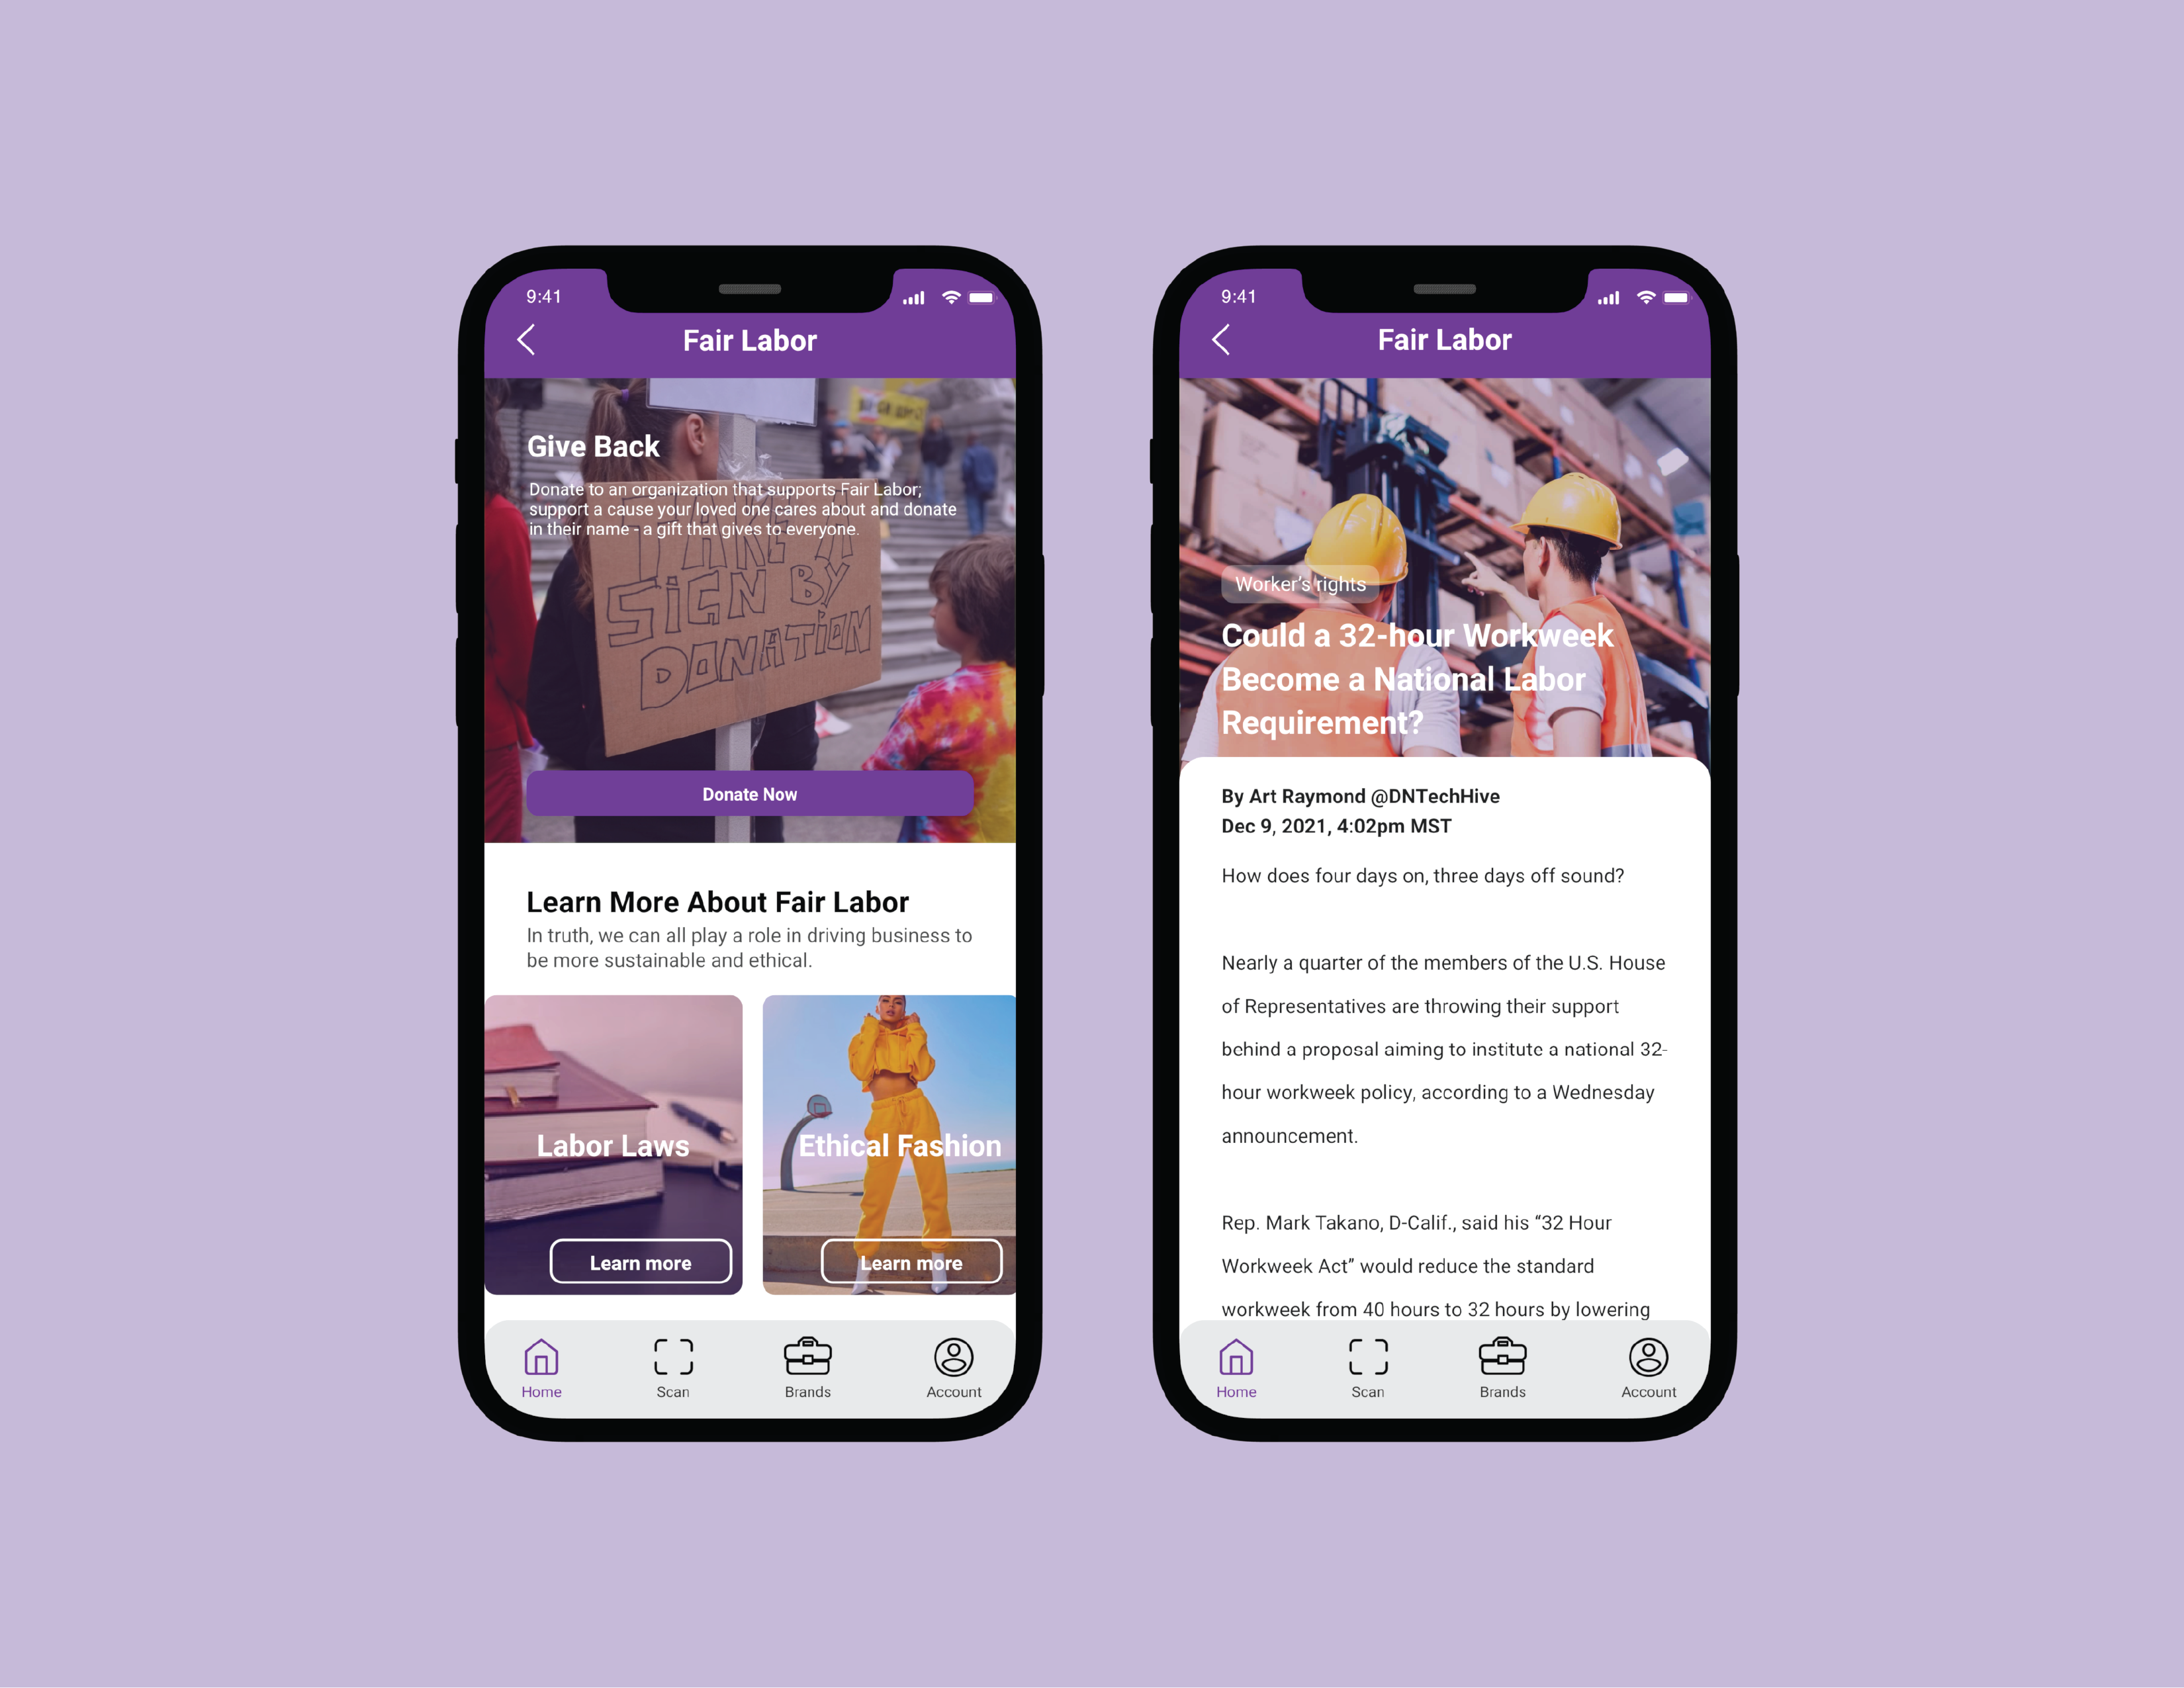 9:41
Fair Labor
Give Back
Donate to an organization that supports Fair Labor;
support a cause your loved one cares about and donate
in their name - a gift that gives to everyone.
TAKE A
SIGN BY
DONATION
Donate Now
Learn More About Fair Labor
In truth, we can all play a role in driving business to
be more sustainable and ethical.
Labor Laws
Learn more
Ethical Fashion
Learn more
Home
Scan
Brands
Account
9:41
Fair Labor
Worker’s rights
Could a 32-hour Workweek
Become a National Labor
Requirement?
By Art Raymond @DNTechHive
Dec 9, 2021, 4:02pm MST
How does four days on, three days off sound?
Nearly a quarter of the members of the U.S. House
of Representatives are throwing their support
behind a proposal aiming to institute a national 32-
hour workweek policy, according to a Wednesday
announcement.
Rep. Mark Takano, D-Calif., said his “32 Hour
Workweek Act” would reduce the standard
workweek from 40 hours to 32 hours by lowering
Home
Scan
Brands
Account